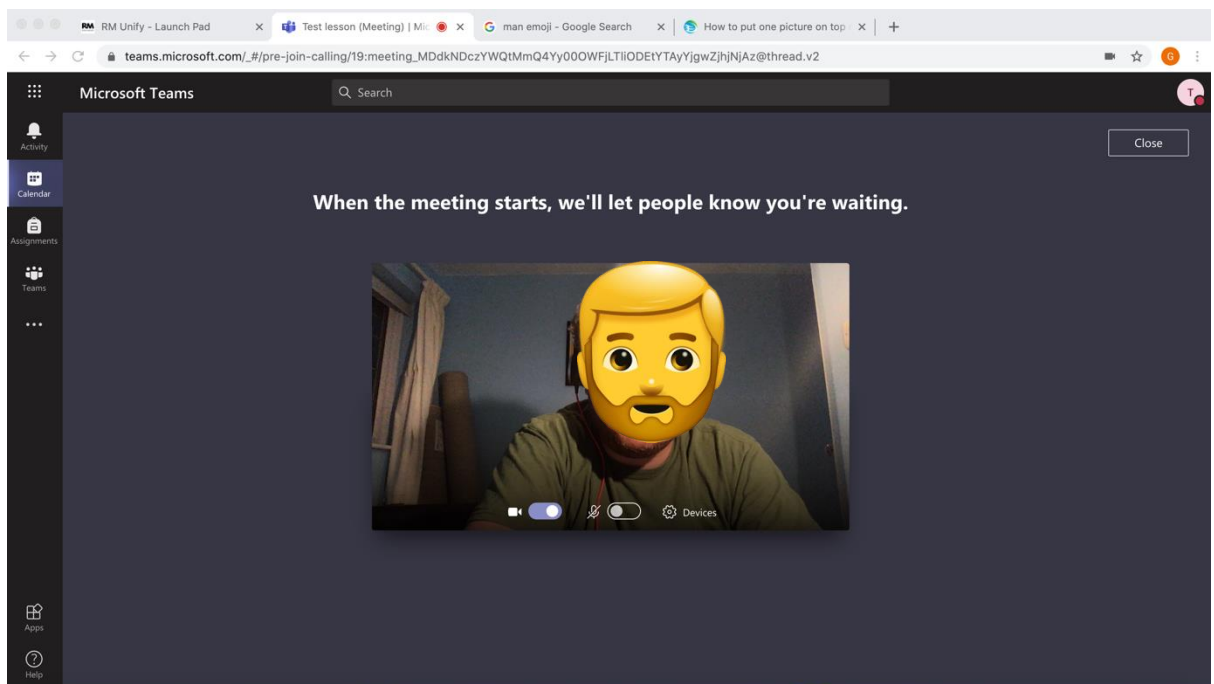 RM RM Unify - Launch Pad
Test lesson (Meeting) | Mic
G man emoji - Google Search
How to put one picture on top
teams.microsoft.com/_#/pre-join-calling/19:meeting_MDdkNDczYWQtMmQ4Yy00OWFjLTliODEtYTAyYjgwZjhjNjAz@thread.v2
G
Microsoft Teams
Search
T
Activity
Close
Calendar
When the meeting starts, we'll let people know you're waiting.
Assignments
Teams
Devices
Apps
Help